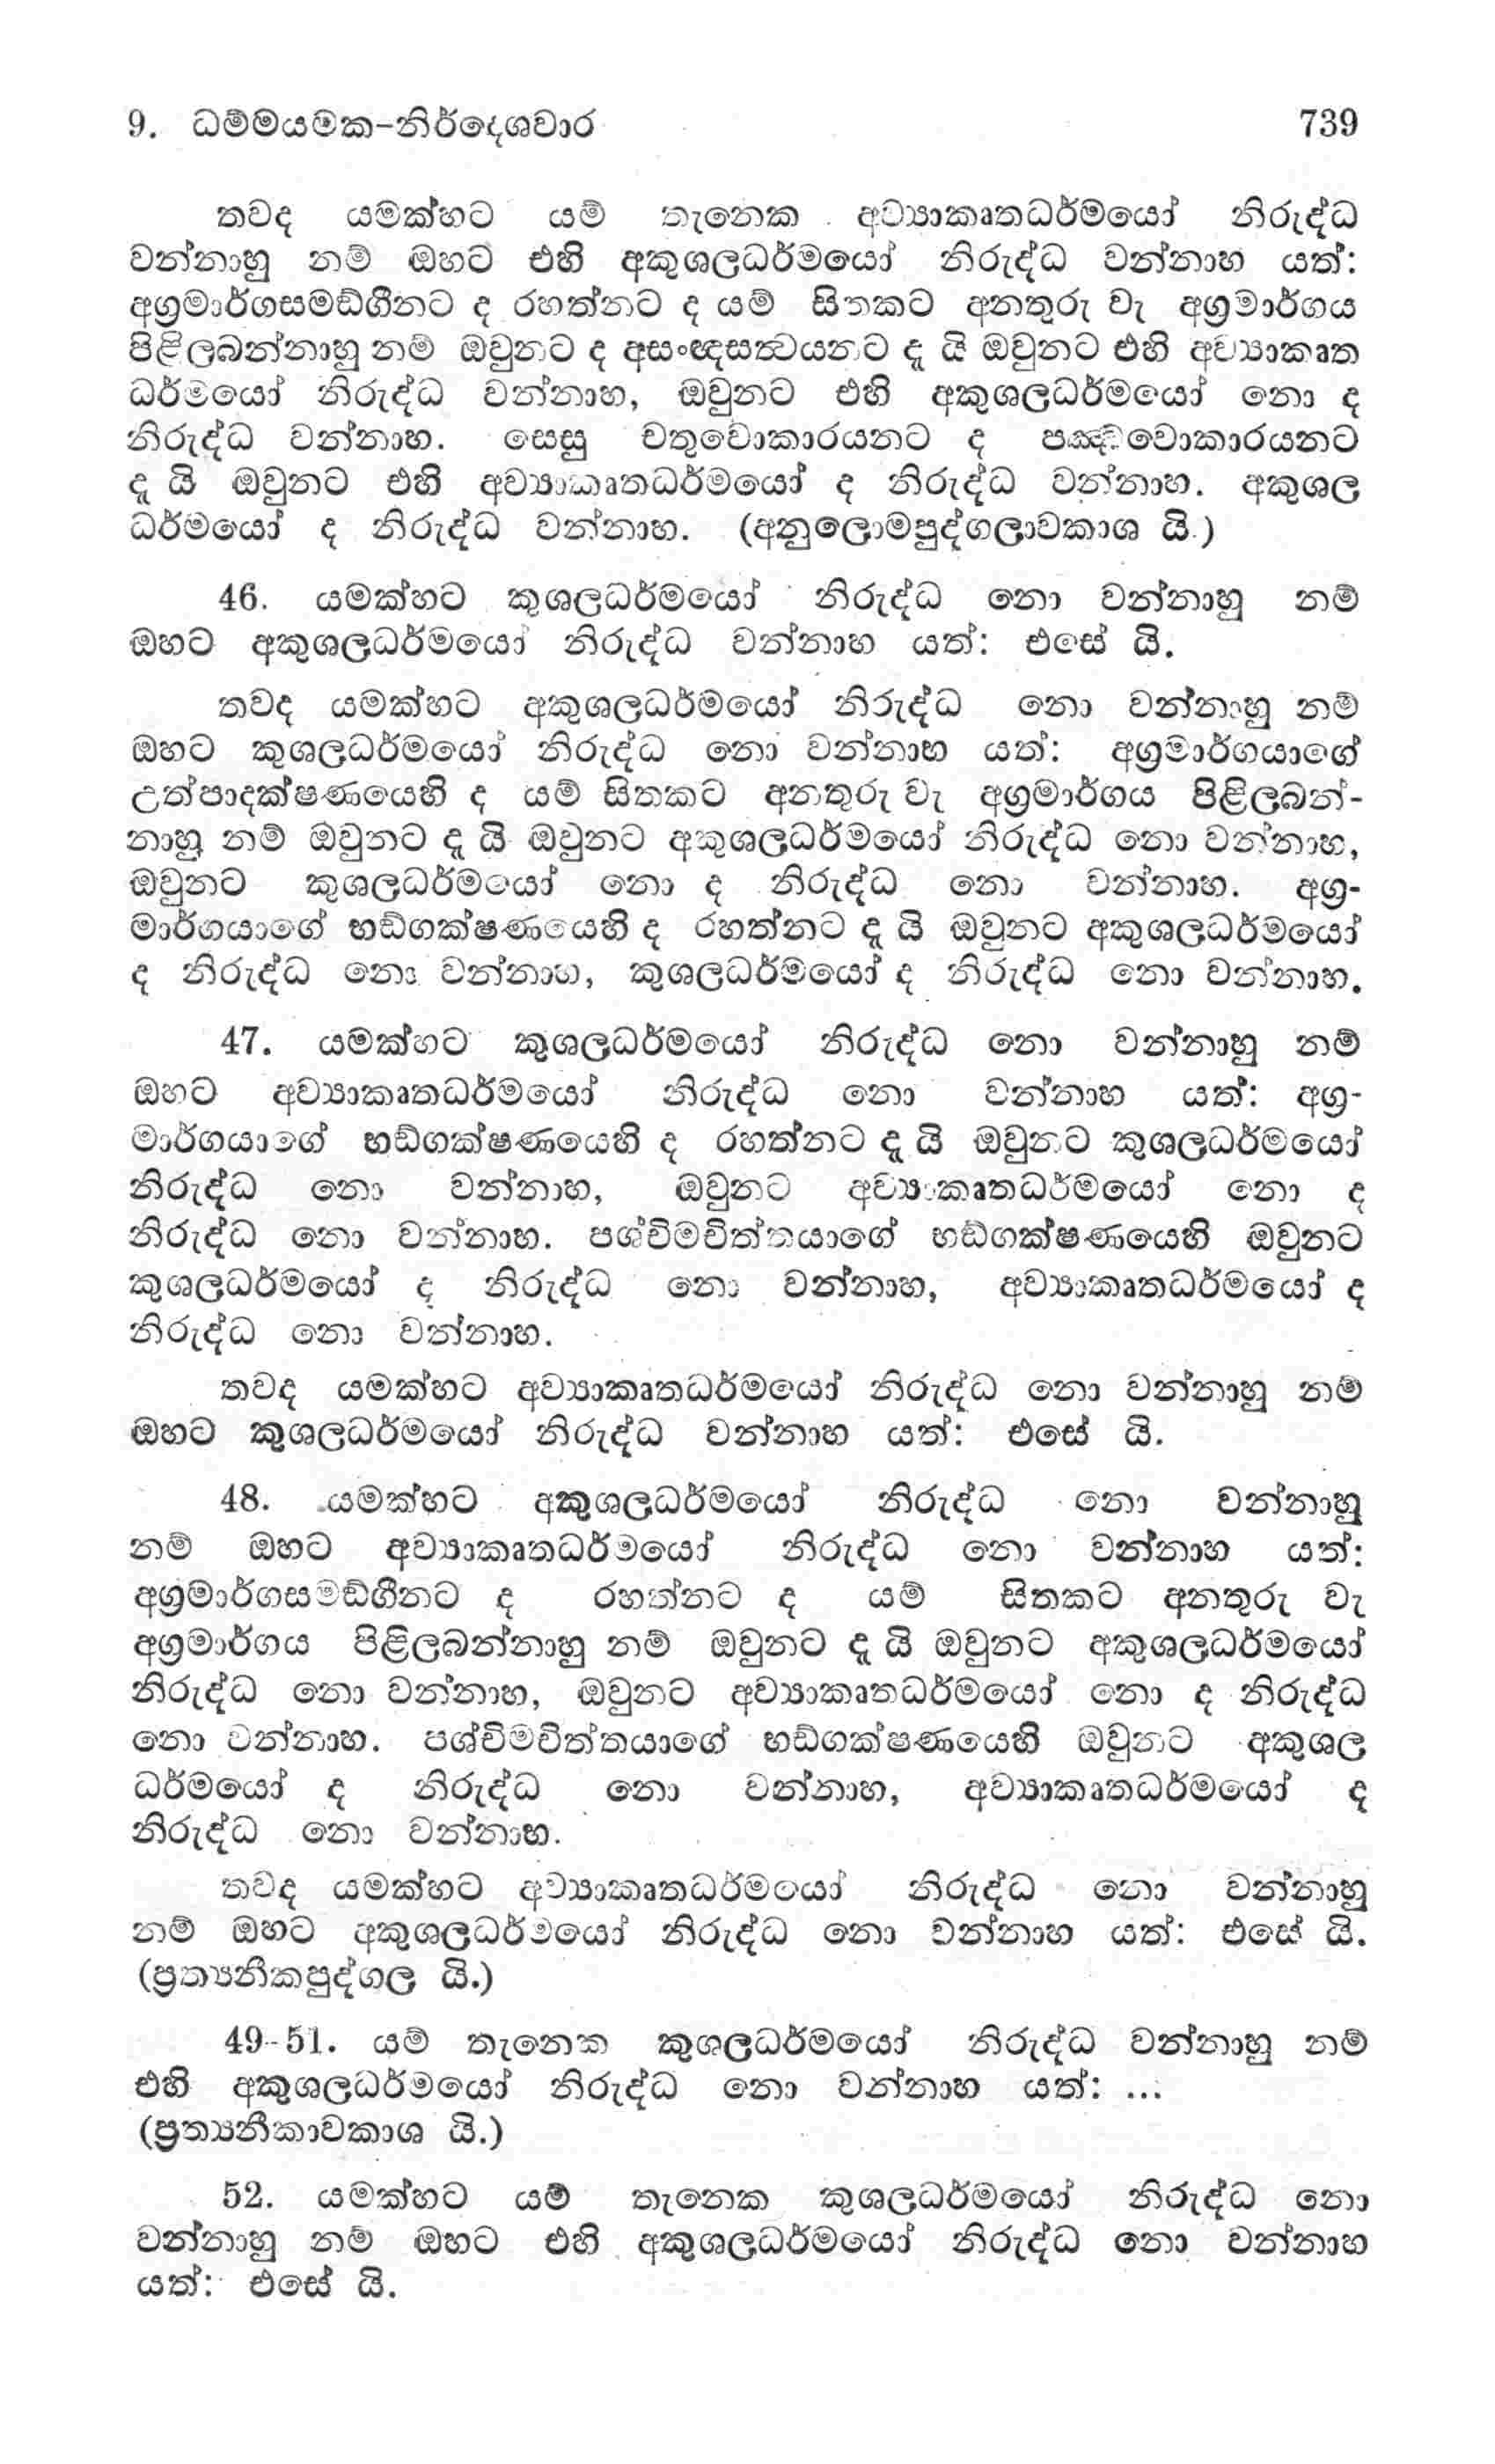 9. ධම්මයමක-නිර්දෙශවාර 739
තවද යමක්හට යම් තැනෙක අව්‍යාකෘතධර්මයෝ නිරුද්ධ
වන්නාහු නම් ඔහට එහි අකුශලධර්මයෝ නිරුද්ධ වන්නාහ යත්:
අග්‍රමාර්ගසමඞ්ගීනට ද රහත්නට ද යම් සිතකට අනතුරු වැ අග්‍රමාර්ගය
පිළිලබන්නාහු නම් ඔවුනට ද අසංඥසත්‍වයනට දැ යි ඔවුනට එහි අව්‍යාකෘත
ධර්මයෝ නිරුද්ධ වන්නාහ, ඔවුනට එහි අකුශලධර්මයෝ නො ද
නිරුද්ධ වන්නාහ. සෙසු චතුවොකාරයනට ද පඤ්චවොකාරයනට
දැ යි ඔවුනට එහි අව්‍යාකෘතධර්මයෝ ද නිරුද්ධ වන්නාහ. අකුශල
ධර්මයෝ ද නිරුද්ධ වන්නාහ. (අනුලොමපුද්ගලාවකාශ යි.)
46. යමක්හට කුශලධර්මයෝ නිරුද්ධ නො වන්නාහු නම්
ඔහට අකුශලධර්මයෝ නිරුද්ධ වන්නාහ යත්: එසේ යි.
තවද යමක්හට අකුශලධර්මයෝ නිරුද්ධ නො වන්නාහු නම්
ඔහට කුශලධර්මයෝ නිරුද්ධ නො වන්නාහ යත්: අග්‍රමාර්ගයාගේ
උත්පාදක්ෂණයෙහි ද යම් සිතකට අනතුරු වැ අග්‍රමාර්ගය පිළිලබන්-
නාහු නම් ඔවුනට දැ යි ඔවුනට අකුශලධර්මයෝ නිරුද්ධ නො වන්නාහ,
ඔවුනට කුශලධර්මයෝ නො ද නිරුද්ධ නො වන්නාහ. අග්‍ර-
මාර්ගයාගේ භඞ්ගක්ෂණයෙහි ද රහත්නට දැ යි ඔවුනට අකුශලධර්මයෝ
ද නිරුද්ධ නො වන්නාහ, කුශලධර්මයෝ ද නිරුද්ධ නො වන්නාහ.
47. යමක්හට කුශලධර්මයෝ නිරුද්ධ නො වන්නාහු නම්
ඔහට අව්‍යාකෘතධර්මයෝ නිරුද්ධ නො වන්නාහ යත්: අග්‍ර-
මාර්ගයාගේ භඞ්ගක්ෂණයෙහි ද රහත්නට දැ යි ඔවුනට කුශලධර්මයෝ
නිරුද්ධ නො වන්නාහ, ඔවුනට අව්‍යාකෘතධර්මයෝ නො ද
නිරුද්ධ නො වන්නාහ. පශ්චිමචිත්තයාගේ භඞ්ගක්ෂණයෙහි ඔවුනට
කුශලධර්මයෝ ද නිරුද්ධ නො වන්නාහ, අව්‍යාකෘතධර්මයෝ ද
නිරුද්ධ නො වන්නාහ.
තවද යමක්හට අව්‍යාකෘතධර්මයෝ නිරුද්ධ නො වන්නාහු නම්
ඔහට කුශලධර්මයෝ නිරුද්ධ වන්නාහ යත්: එසේ යි.
48. යමක්හට අකුශලධර්මයෝ නිරුද්ධ නො වන්නාහු
නම් ඔහට අව්‍යාකෘතධර්මයෝ නිරුද්ධ නො වන්නාහ යත්:
අග්‍රමාර්ගසමඞ්ගීනට ද රහත්නට ද යම් සිතකට අනතුරු වැ
අග්‍රමාර්ගය පිළිලබන්නාහු නම් ඔවුනට දැ යි ඔවුනට අකුශලධර්මයෝ
නිරුද්ධ නො වන්නාහ, ඔවුනට අව්‍යාකෘතධර්මයෝ නො ද නිරුද්ධ
නො වන්නාහ. පශ්චිමචිත්තයාගේ භඞ්ගක්ෂණයෙහි ඔවුනට අකුශල
ධර්මයෝ ද නිරුද්ධ නො වන්නාහ, අව්‍යාකෘතධර්මයෝ ද
නිරුද්ධ නො වන්නාහ.
තවද යමක්හට අව්‍යාකෘතධර්මයෝ නිරුද්ධ නො වන්නාහු
නම් ඔහට අකුශලධර්මයෝ නිරුද්ධ නො වන්නාහ යත්: එසේ යි.
(ප්‍රත්‍යනීකපුද්ගල යි.)
49-51. යම් තැනෙක කුශලධර්මයෝ නිරුද්ධ වන්නාහු නම්
එහි අකුශලධර්මයෝ නිරුද්ධ නො වන්නාහ යත්: ...
(ප්‍රත්‍යනීකාවකාශ යි.)
52. යමක්හට යම් තැනෙක කුශලධර්මයෝ නිරුද්ධ නො
වන්නාහු නම් ඔහට එහි අකුශලධර්මයෝ නිරුද්ධ නො වන්නාහ
යත්: එසේ යි.